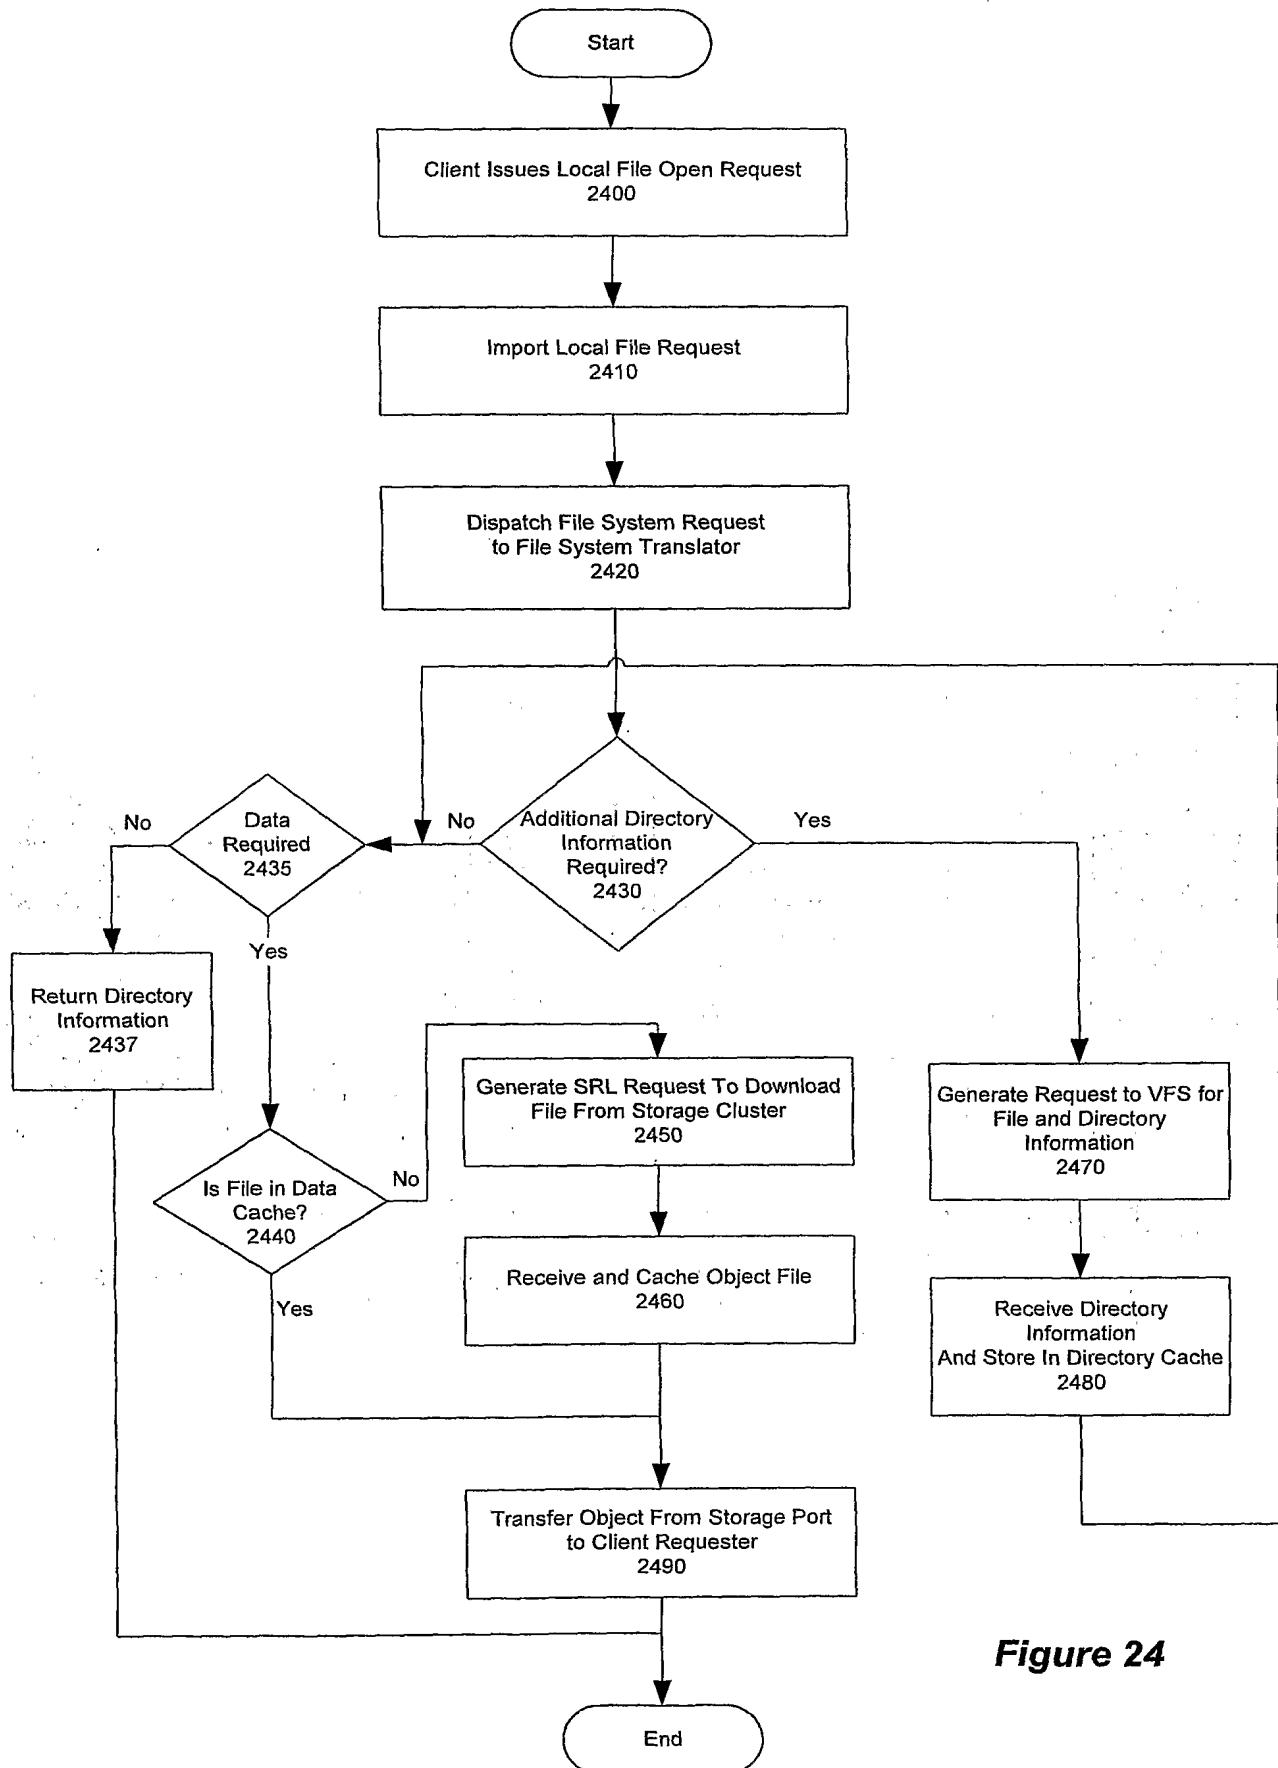 Start
Client Issues Local File Open Request
2400
Import Local File Request
2410
Dispatch File System Request
to File System Translator
2420
Additional Directory
Information
Required?
2430
No
Yes
Data
Required
2435
No
Yes
Return Directory
Information
2437
Is File in Data
Cache?
2440
No
Yes
Generate SRL Request To Download
File From Storage Cluster
2450
Receive and Cache Object File
2460
Generate Request to VFS for
File and Directory
Information
2470
Receive Directory
Information
And Store In Directory Cache
2480
Transfer Object From Storage Port
to Client Requester
2490
End
Figure 24